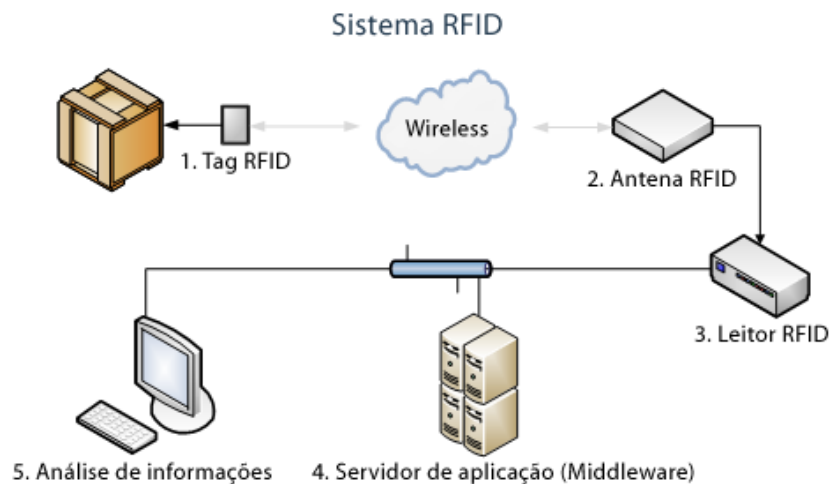 Sistema RFID
Wireless
1. Tag RFID
2. Antena RFID
3. Leitor RFID
5. Análise de informações
4. Servidor de aplicação (Middleware)